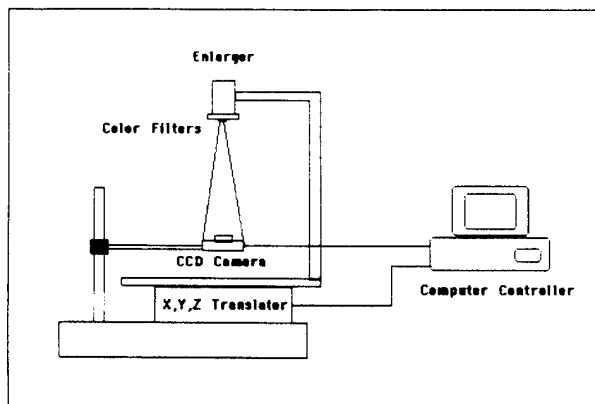 Enlarger
Color Filters
CCD Camera
X,Y,Z Translater
Computer Controller